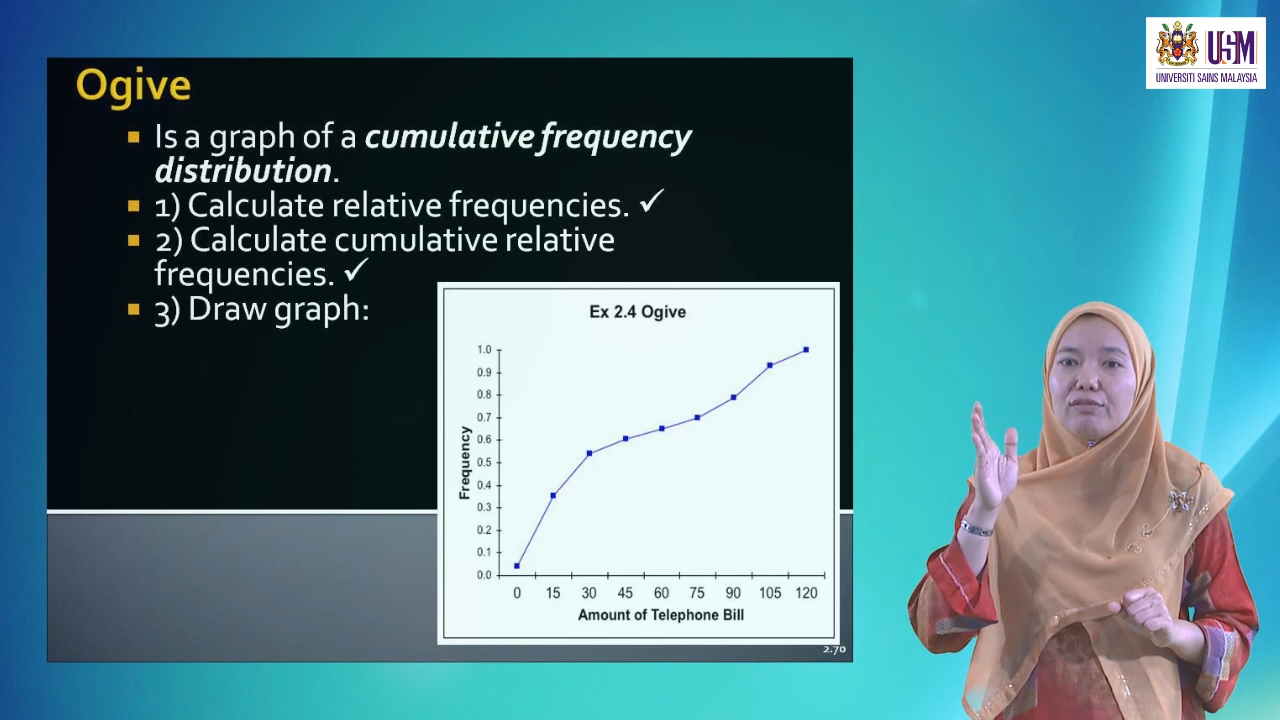 USM
UNIVERSITI SAINS MALAYSIA
Ogive
Is a graph of a cumulative frequency
distribution.
1) Calculate relative frequencies. ✓
2) Calculate cumulative relative
frequencies. ✓
3) Draw graph:
Ex 2.4 Ogive
Frequency
1.0
0.9
0.8
0.7
0.6
0.5
0.4
0.3
0.2
0.1
0.0
0 15 30 45 60 75 90 105 120
Amount of Telephone Bill
2.70